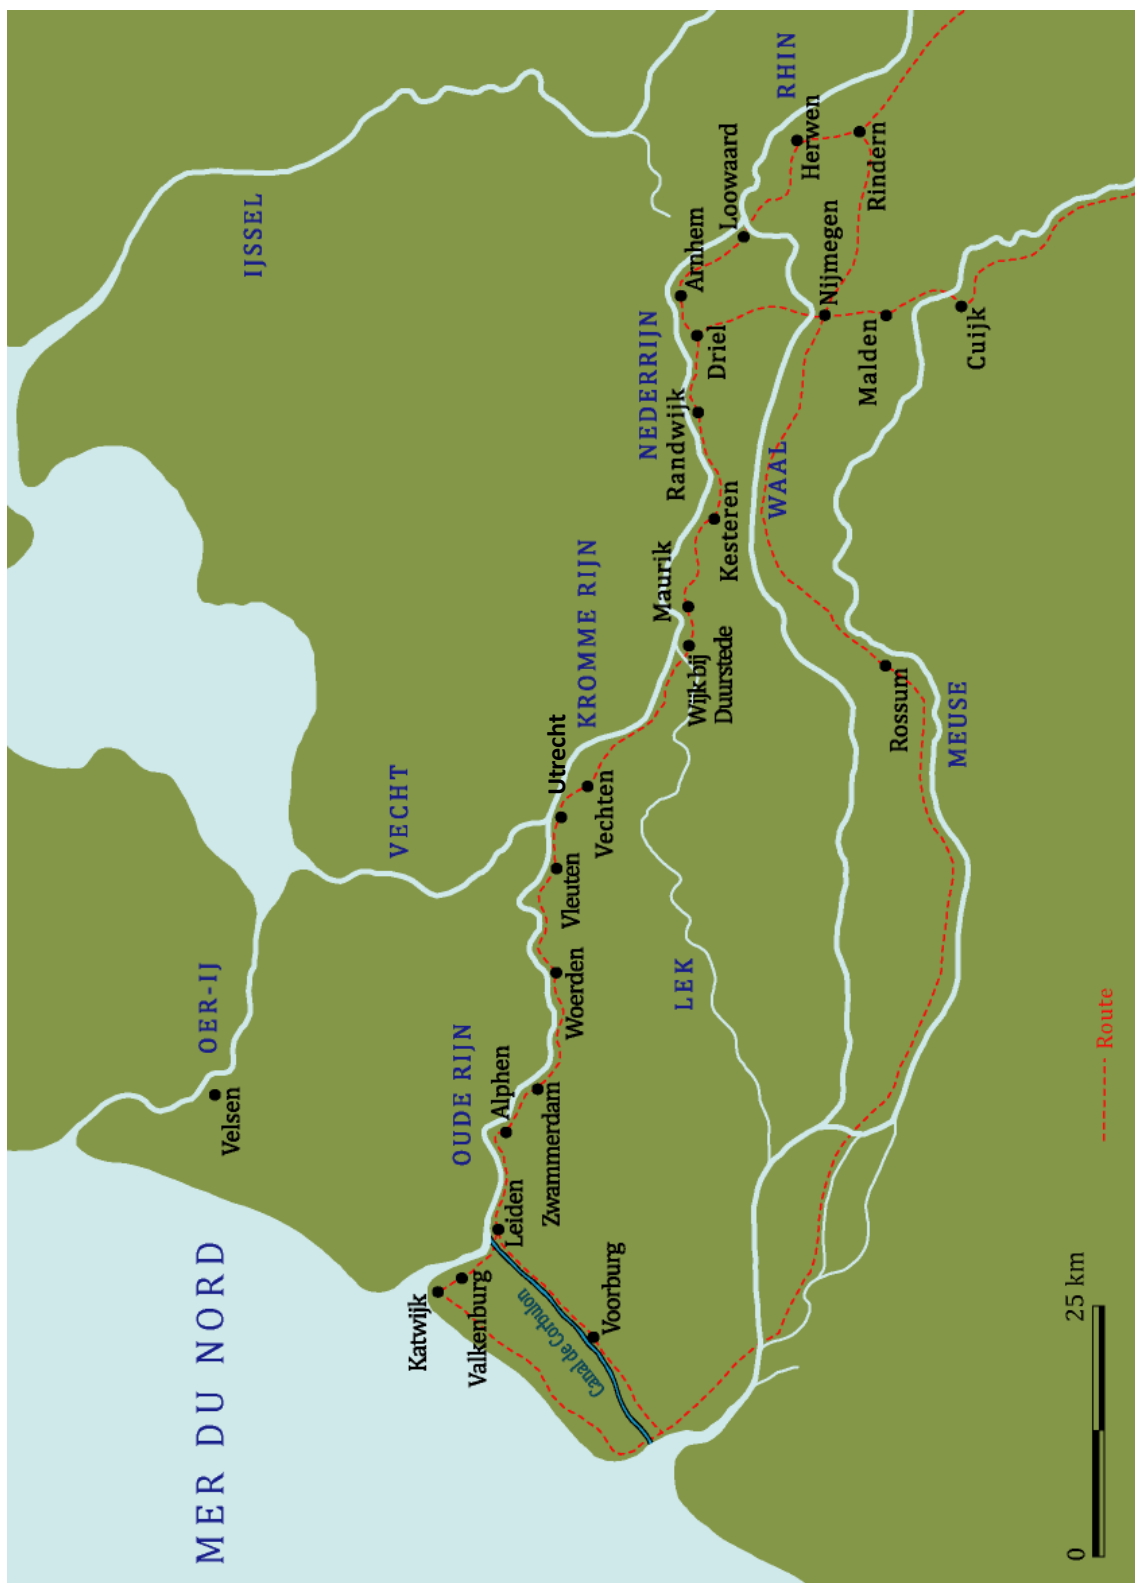 MER DU NORD
OER-IJ
Velsen
VECHT
IJSSEL
OUDE RIJN
KROMME RIJN
NEDERRIJN
RHIN
Katwijk
Valkenburg
Leiden
Alphen
Zwammerdam
Woerden
Vleuten
Utrecht
Vechten
Wijk bij
Duurstede
Maurik
Kesteren
Randwijk
Driel
Arnhem
Loowaard
Herwen
Rindern
Canal de Corbulon
Voorburg
LEK
WAAL
Nijmegen
Malden
Cuijk
Rossum
MEUSE
0
25 km
Route